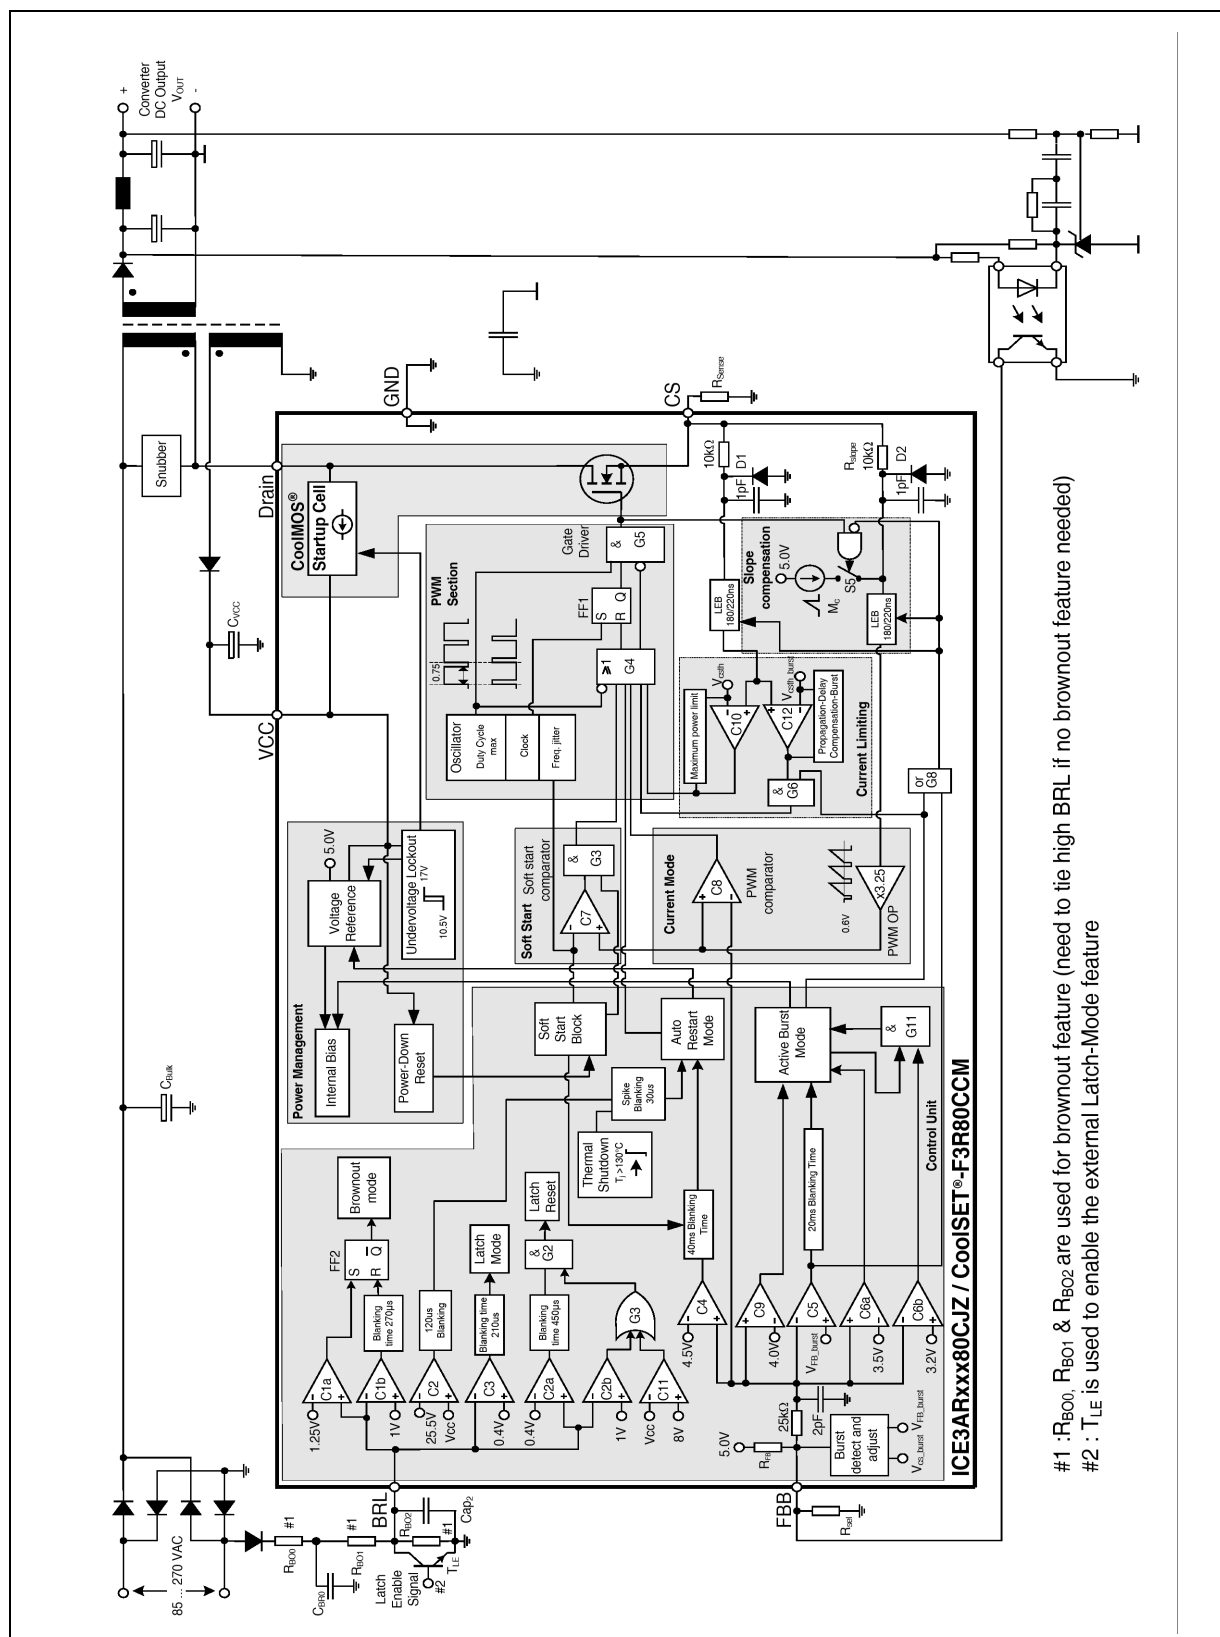 +
Converter
DC Output
VOUT
-
85 ... 270 VAC
CBulk
Snubber
CVCC
RBO0
#1
CBR0
RBO1
#1
Latch
Enable
Signal
#2
TLE
RBO2
#1
Cap2
BRL
VCC
Drain
GND
CS
RSense
FBB
Rsel
Power Management
Internal Bias
Voltage
Reference
5.0V
Power-Down
Reset
Undervoltage Lockout
17V
10.5V
CoolMOS®
Startup Cell
PWM
Section
0.75
Oscillator
Duty Cycle
max
Clock
Freq. jitter
FF1
S
R Q
Gate
Driver
&
G5
≥1
G4
Soft Start
Soft start
comparator
C7
&
G3
Soft
Start
Block
Current Mode
C8
PWM
comparator
0.6V
x3.25
PWM OP
Current Limiting
Maximum power limit
Vcsth
C10
C12
Vcsth_burst
Propagation-Delay
Compensation-Burst
&
G6
or
G8
LEB
180/220ns
10kΩ
D1
1pF
Slope
compensation
5.0V
MC
S5
LEB
180/220ns
Rslope
10kΩ
D2
1pF
1.25V
C1a
C1b
1V
Blanking
time 270µs
FF2
S
R Q
Brownout
mode
25.5V
Vcc
C2
120us
Blanking
0.4V
C3
Blanking time
210us
Latch
Mode
0.4V
C2a
Blanking
time 450µs
&
G2
Latch
Reset
1V
C2b
Vcc
8V
C11
G3
Thermal
Shutdown
Tj >130°C
Spike
Blanking
30us
Auto
Restart
Mode
4.5V
C4
40ms Blanking
Time
4.0V
C9
VFB_burst
C5
20ms Blanking Time
Active Burst
Mode
3.5V
C6a
3.2V
C6b
&
G11
Control Unit
5.0V
RFB
25kΩ
2pF
Burst
detect and
adjust
Vcs_burst
VFB_burst
ICE3ARxxx80CJZ / CoolSET®-F3R80CCM
#1 :RBO0, RBO1 & RBO2 are used for brownout feature (need to tie high BRL if no brownout feature needed)
#2 : TLE is used to enable the external Latch-Mode feature